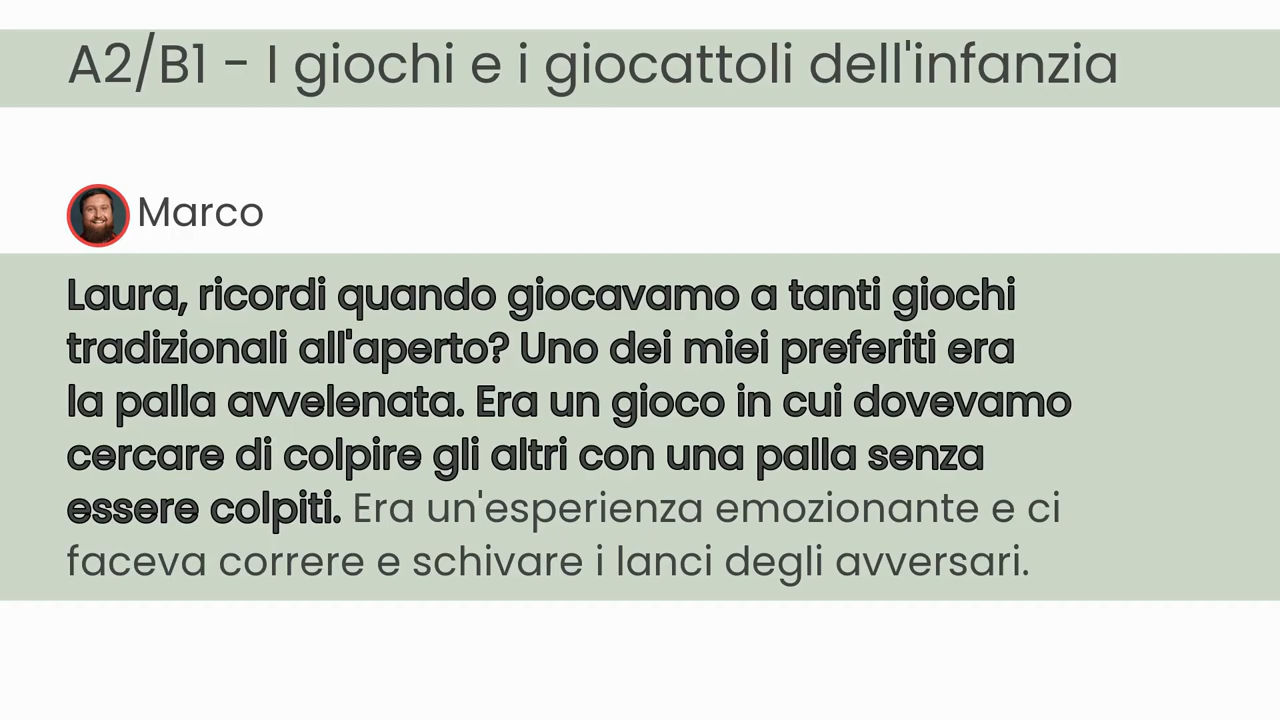 A2/B1 - I giochi e i giocattoli dell'infanzia
Marco
Laura, ricordi quando giocavamo a tanti giochi
tradizionali all'aperto? Uno dei miei preferiti era
la palla avvelenata. Era un gioco in cui dovevamo
cercare di colpire gli altri con una palla senza
essere colpiti. Era un'esperienza emozionante e ci
faceva correre e schivare i lanci degli avversari.